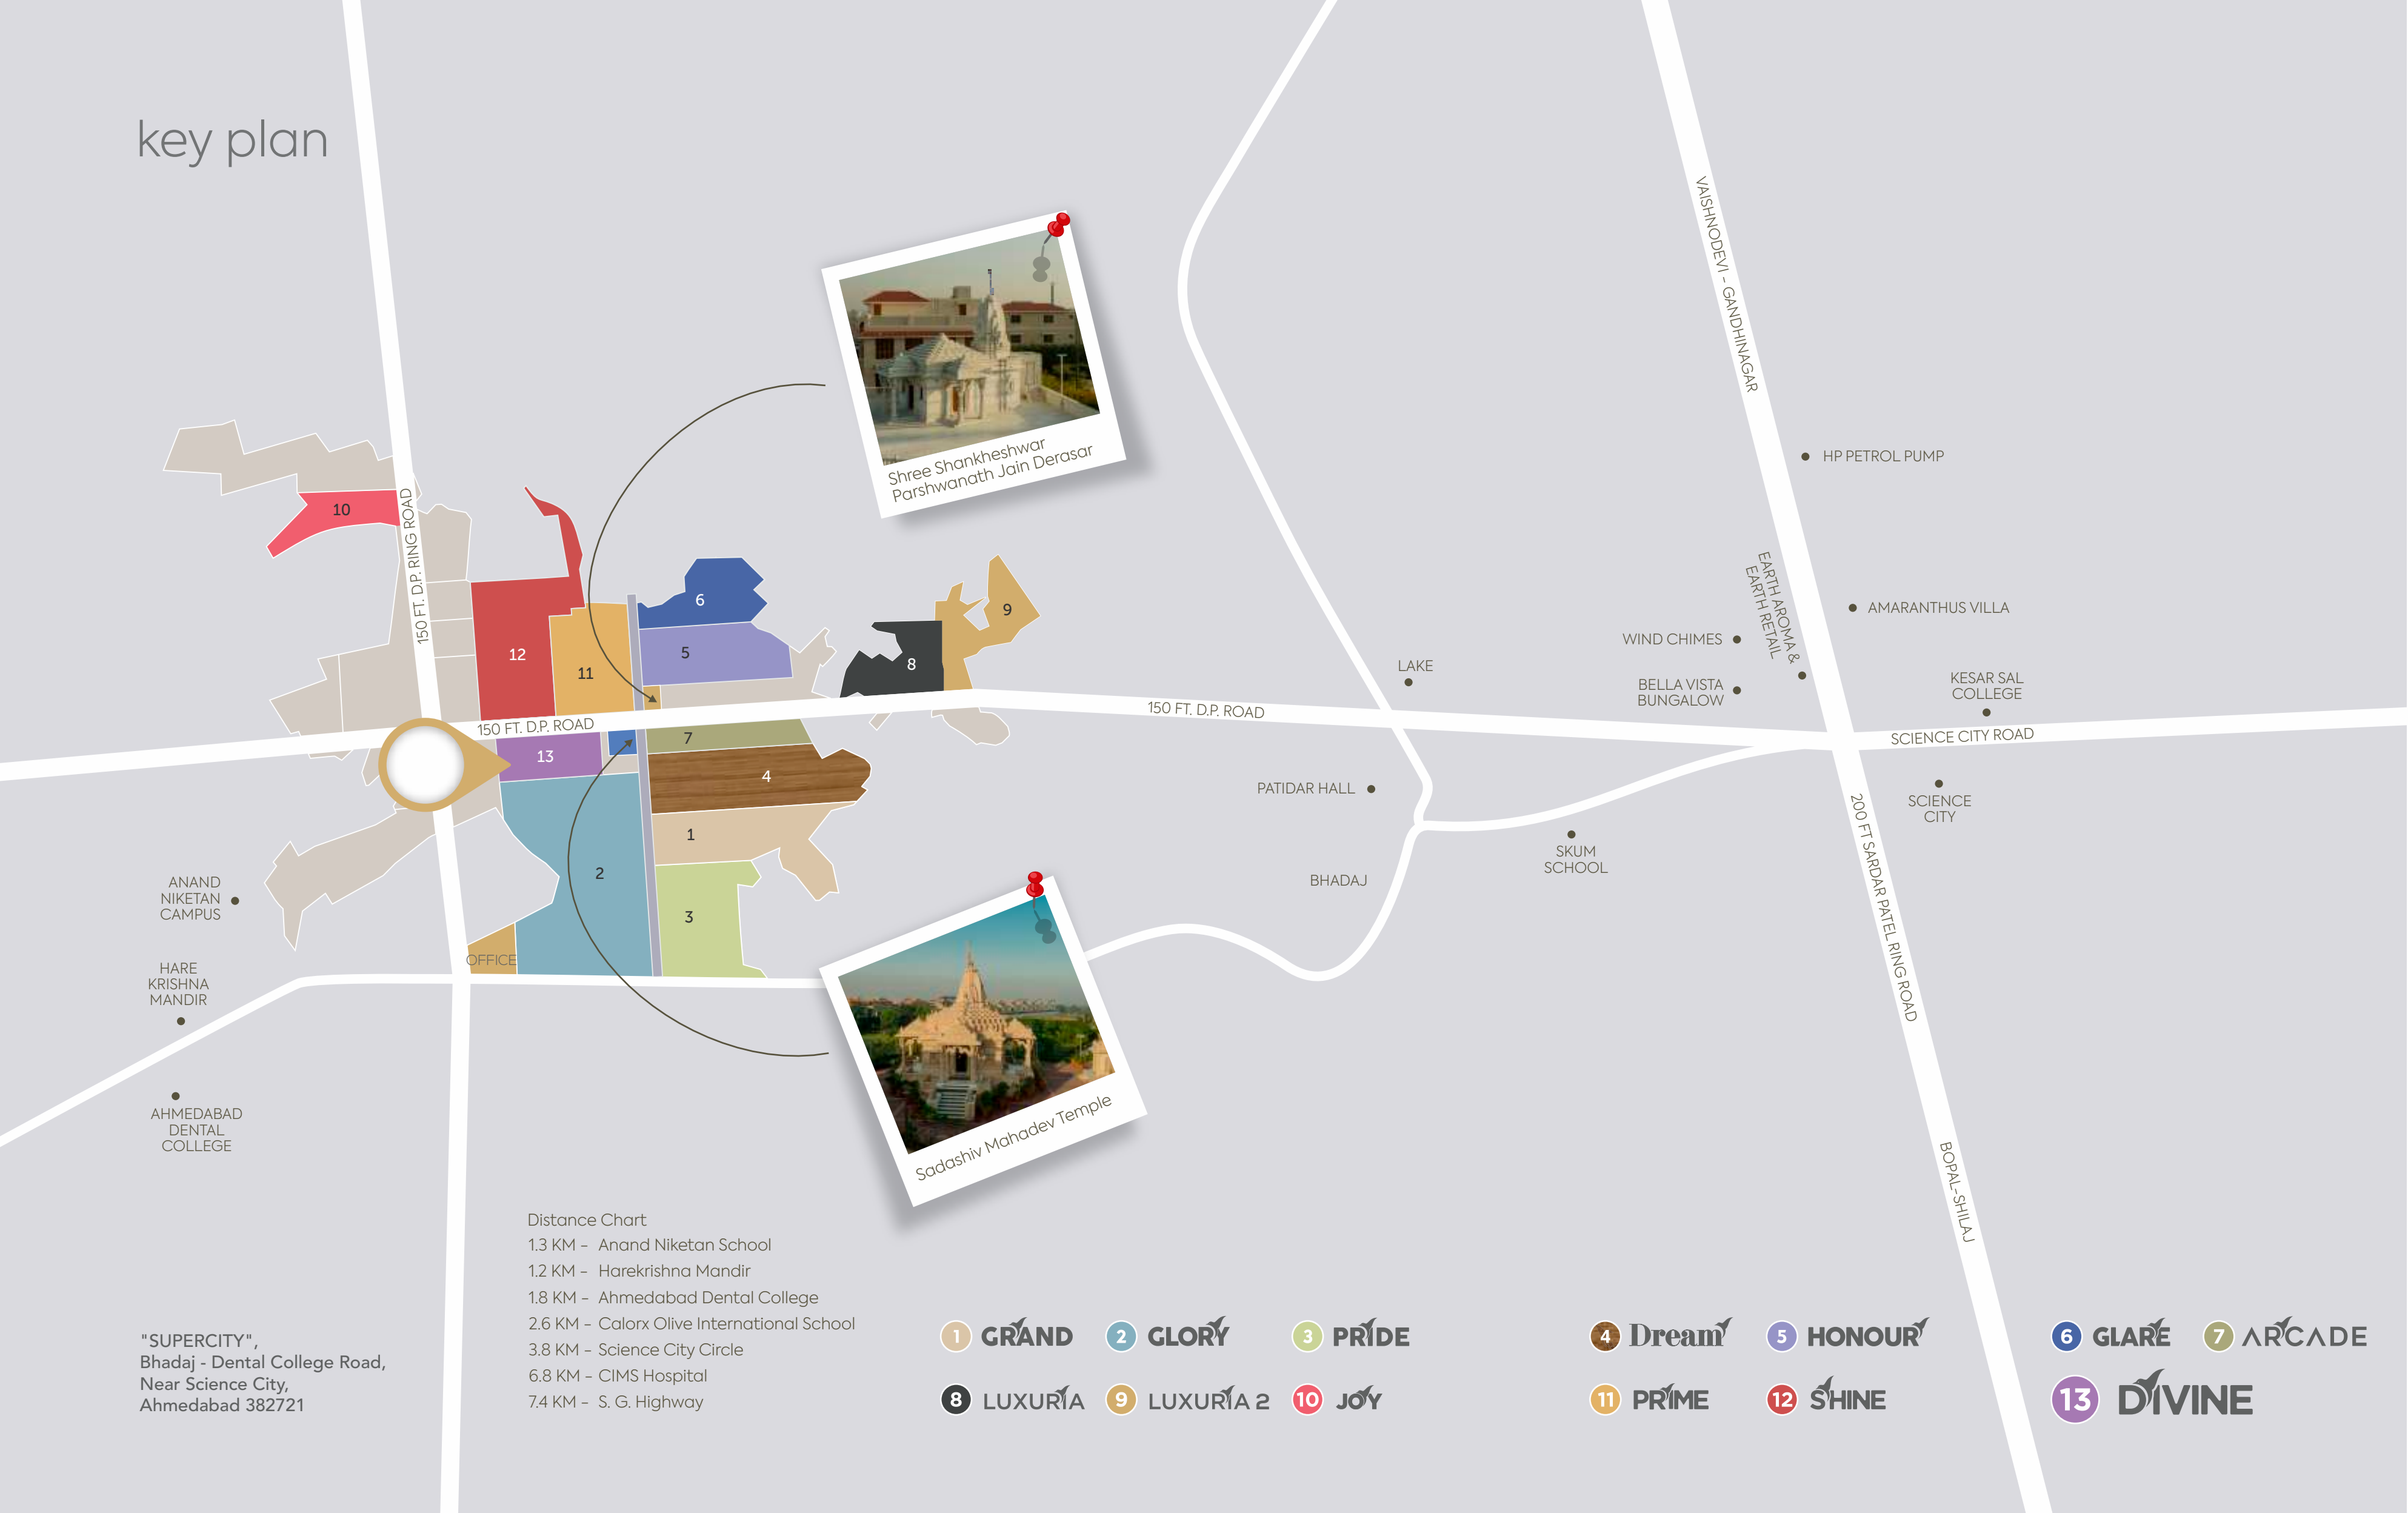 key plan
Shree Shankheshwar
Parshwanath Jain Derasar
VAISHNODEVI - GANDHINAGAR
HP PETROL PUMP
10
150 FT. D.P. RING ROAD
6
9
12
5
8
11
EARTH AROMA &
EARTH RETAIL
AMARANTHUS VILLA
WIND CHIMES
LAKE
BELLA VISTA
BUNGALOW
KESAR SAL
COLLEGE
150 FT. D.P. ROAD
150 FT. D.P. ROAD
SCIENCE CITY ROAD
7
13
4
PATIDAR HALL
SCIENCE
CITY
1
SKUM
SCHOOL
2
BHADAJ
200 FT SARDAR PATEL RING ROAD
ANAND
NIKETAN
CAMPUS
3
OFFICE
HARE
KRISHNA
MANDIR
AHMEDABAD
DENTAL
COLLEGE
Sadashiv Mahadev Temple
BOPAL-SHILAJ
Distance Chart
1.3 KM - Anand Niketan School
1.2 KM - Harekrishna Mandir
1.8 KM - Ahmedabad Dental College
2.6 KM - Calorx Olive International School
3.8 KM - Science City Circle
6.8 KM - CIMS Hospital
7.4 KM - S. G. Highway
"SUPERCITY",
Bhadaj - Dental College Road,
Near Science City,
Ahmedabad 382721
1 GRAND 2 GLORY 3 PRIDE 4 Dream 5 HONOUR 6 GLARE 7 ARCADE
8 LUXURIA 9 LUXURIA 2 10 JOY 11 PRIME 12 SHINE 13 DIVINE